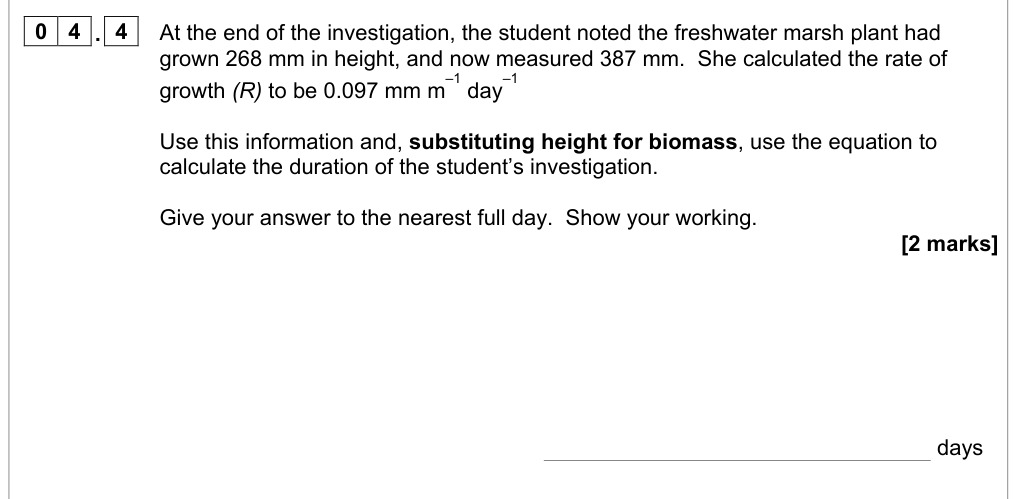 0 4 . 4 At the end of the investigation, the student noted the freshwater marsh plant had
grown 268 mm in height, and now measured 387 mm. She calculated the rate of
growth (R) to be 0.097 mm m⁻¹ day⁻¹
Use this information and, substituting height for biomass, use the equation to
calculate the duration of the student’s investigation.
Give your answer to the nearest full day. Show your working.
[2 marks]
days